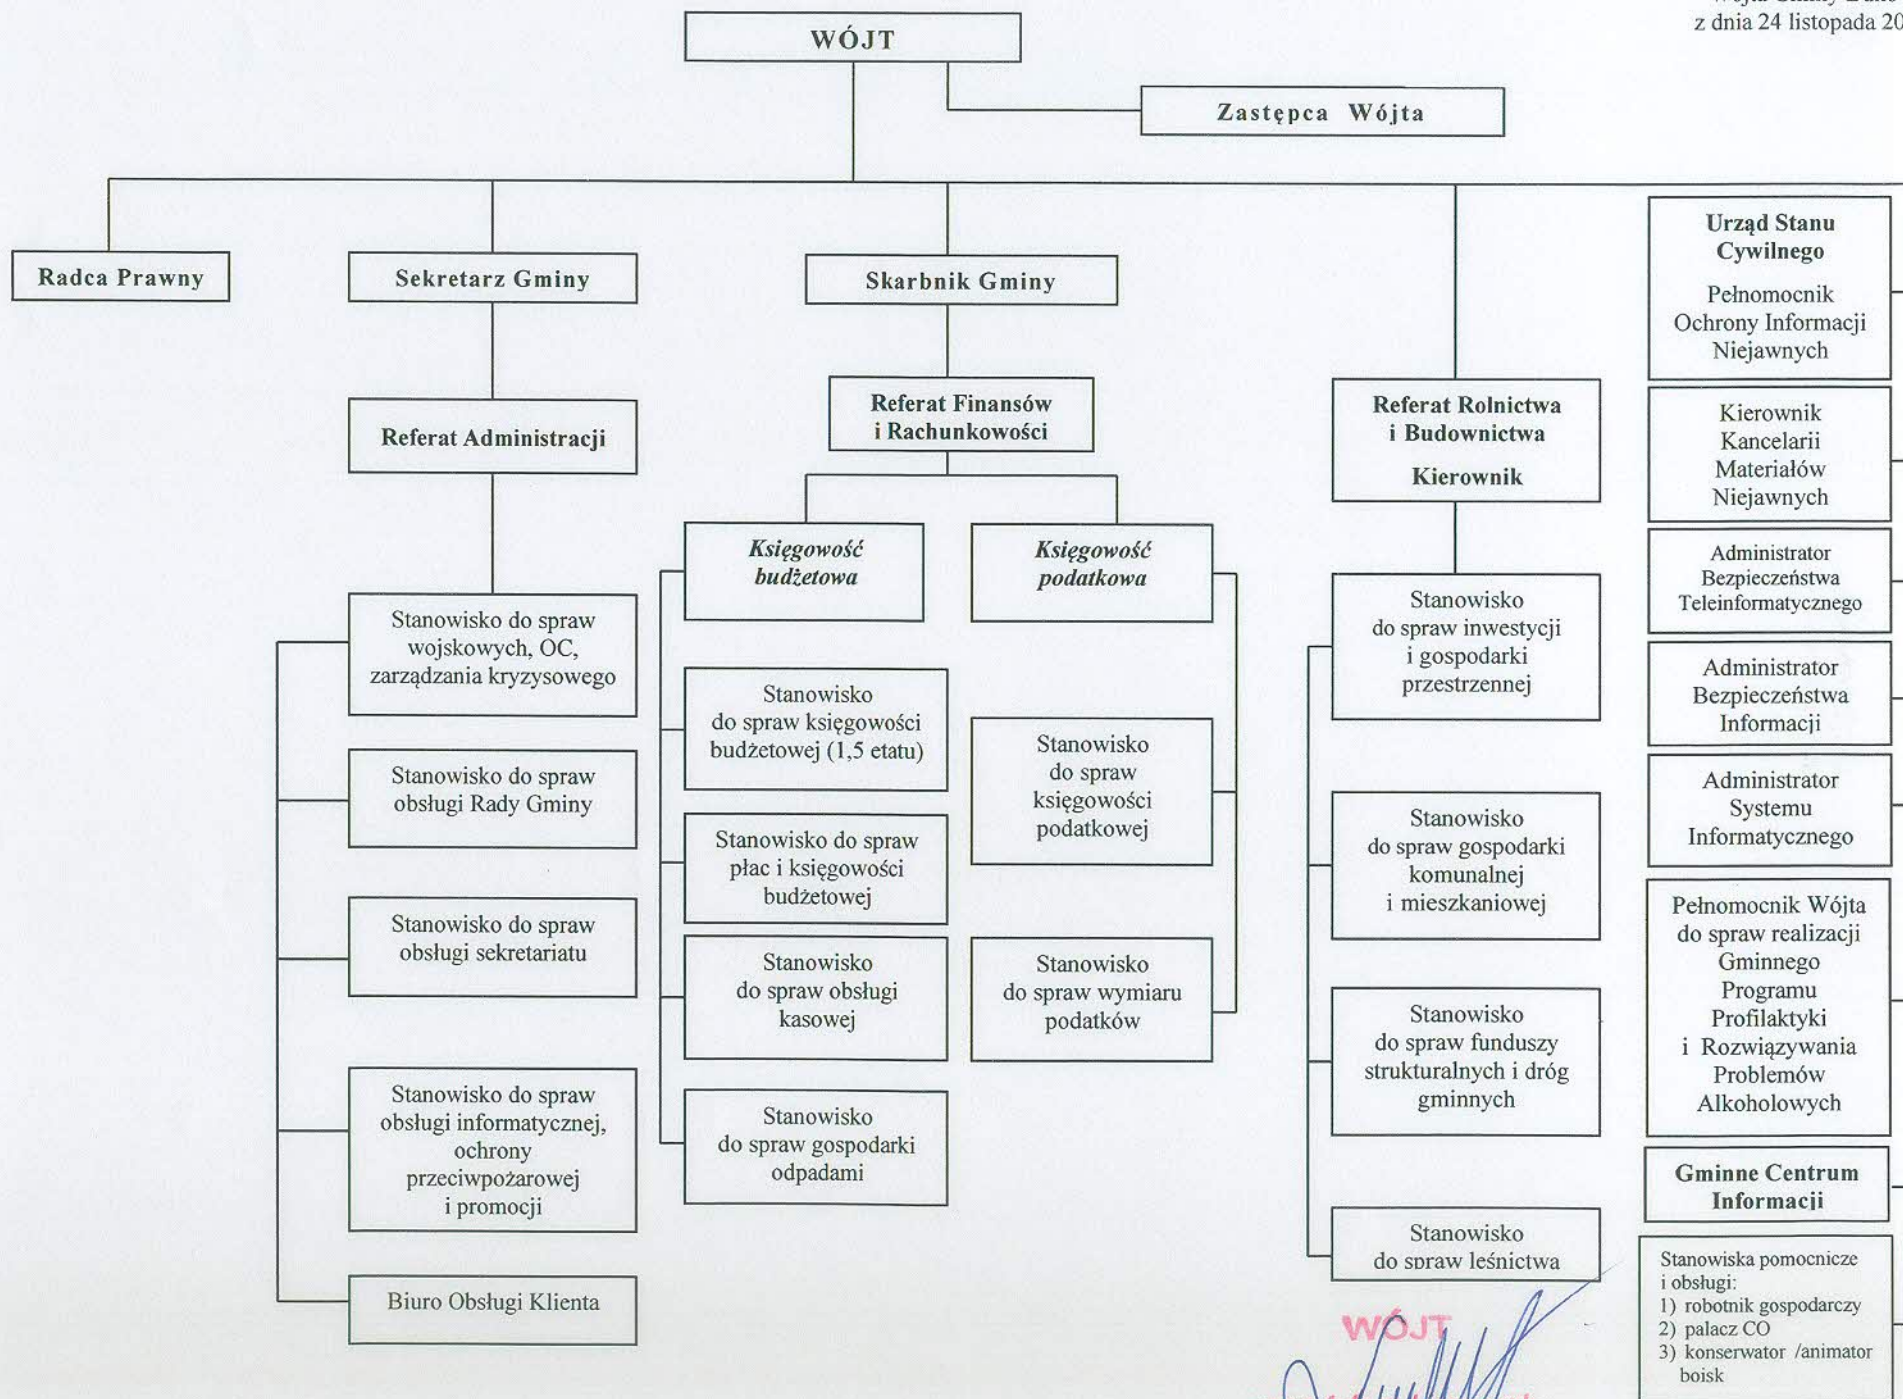 z dnia 24 listopada 20
WÓJT
Zastępca Wójta
Radca Prawny
Sekretarz Gminy
Skarbnik Gminy
Referat Administracji
Referat Finansów
i Rachunkowości
Referat Rolnictwa
i Budownictwa
Kierownik
Stanowisko do spraw
wojskowych, OC,
zarządzania kryzysowego
Stanowisko do spraw
obsługi Rady Gminy
Stanowisko do spraw
obsługi sekretariatu
Stanowisko do spraw
obsługi informatycznej,
ochrony
przeciwpożarowej
i promocji
Biuro Obsługi Klienta
Księgowość
budżetowa
Stanowisko
do spraw księgowości
budżetowej (1,5 etatu)
Stanowisko do spraw
płac i księgowości
budżetowej
Stanowisko
do spraw obsługi
kasowej
Stanowisko
do spraw gospodarki
odpadami
Księgowość
podatkowa
Stanowisko
do spraw
księgowości
podatkowej
Stanowisko
do spraw wymiaru
podatków
Stanowisko
do spraw inwestycji
i gospodarki
przestrzennej
Stanowisko
do spraw gospodarki
komunalnej
i mieszkaniowej
Stanowisko
do spraw funduszy
strukturalnych i dróg
gminnych
Stanowisko
do spraw leśnictwa
Urząd Stanu
Cywilnego
Pełnomocnik
Ochrony Informacji
Niejawnych
Kierownik
Kancelarii
Materiałów
Niejawnych
Administrator
Bezpieczeństwa
Teleinformatycznego
Administrator
Bezpieczeństwa
Informacji
Administrator
Systemu
Informatycznego
Pełnomocnik Wójta
do spraw realizacji
Gminnego
Programu
Profilaktyki
i Rozwiązywania
Problemów
Alkoholowych
Gminne Centrum
Informacji
Stanowiska pomocnicze
i obsługi:
1) robotnik gospodarczy
2) palacz CO
3) konserwator /animator
boisk
WÓJT